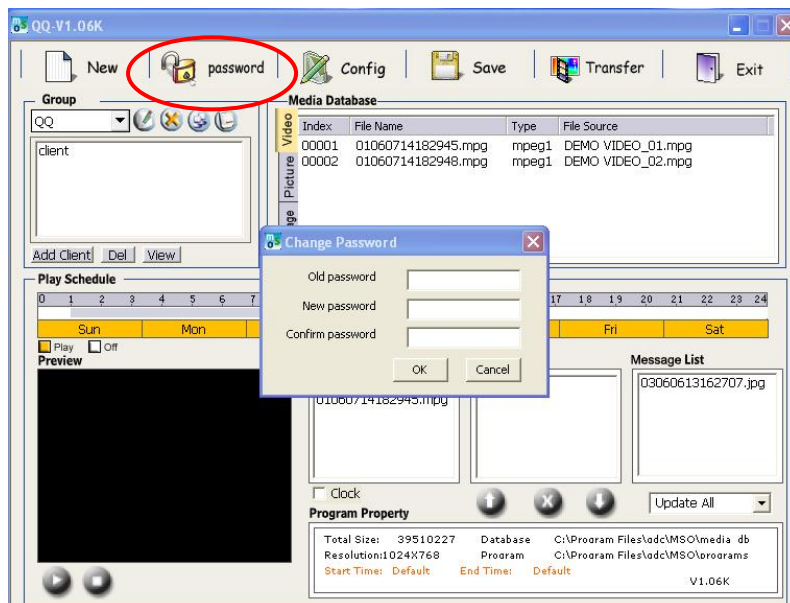 QQ-V1.06K
New
password
Config
Save
Transfer
Exit
Group
QQ
client
Add Client Del View
Media Database
Video
Picture
Index File Name Type File Source
00001 01060714182945.mpg mpeg1 DEMO VIDEO_01.mpg
00002 01060714182948.mpg mpeg1 DEMO VIDEO_02.mpg
Change Password
Old password
New password
Confirm password
OK Cancel
Play Schedule
0 1 2 3 4 5 6 7 17 18 19 20 21 22 23 24
Sun Mon Fri Sat
Play Off
Preview
01060714182945.mpg
Message List
03060613162707.jpg
Clock
Update All
Program Property
Total Size: 39510227 Database C:\Program Files\adc\MSO\media db
Resolution:1024X768 Program C:\Program Files\adc\MSO\programs
Start Time: Default End Time: Default
V1.06K